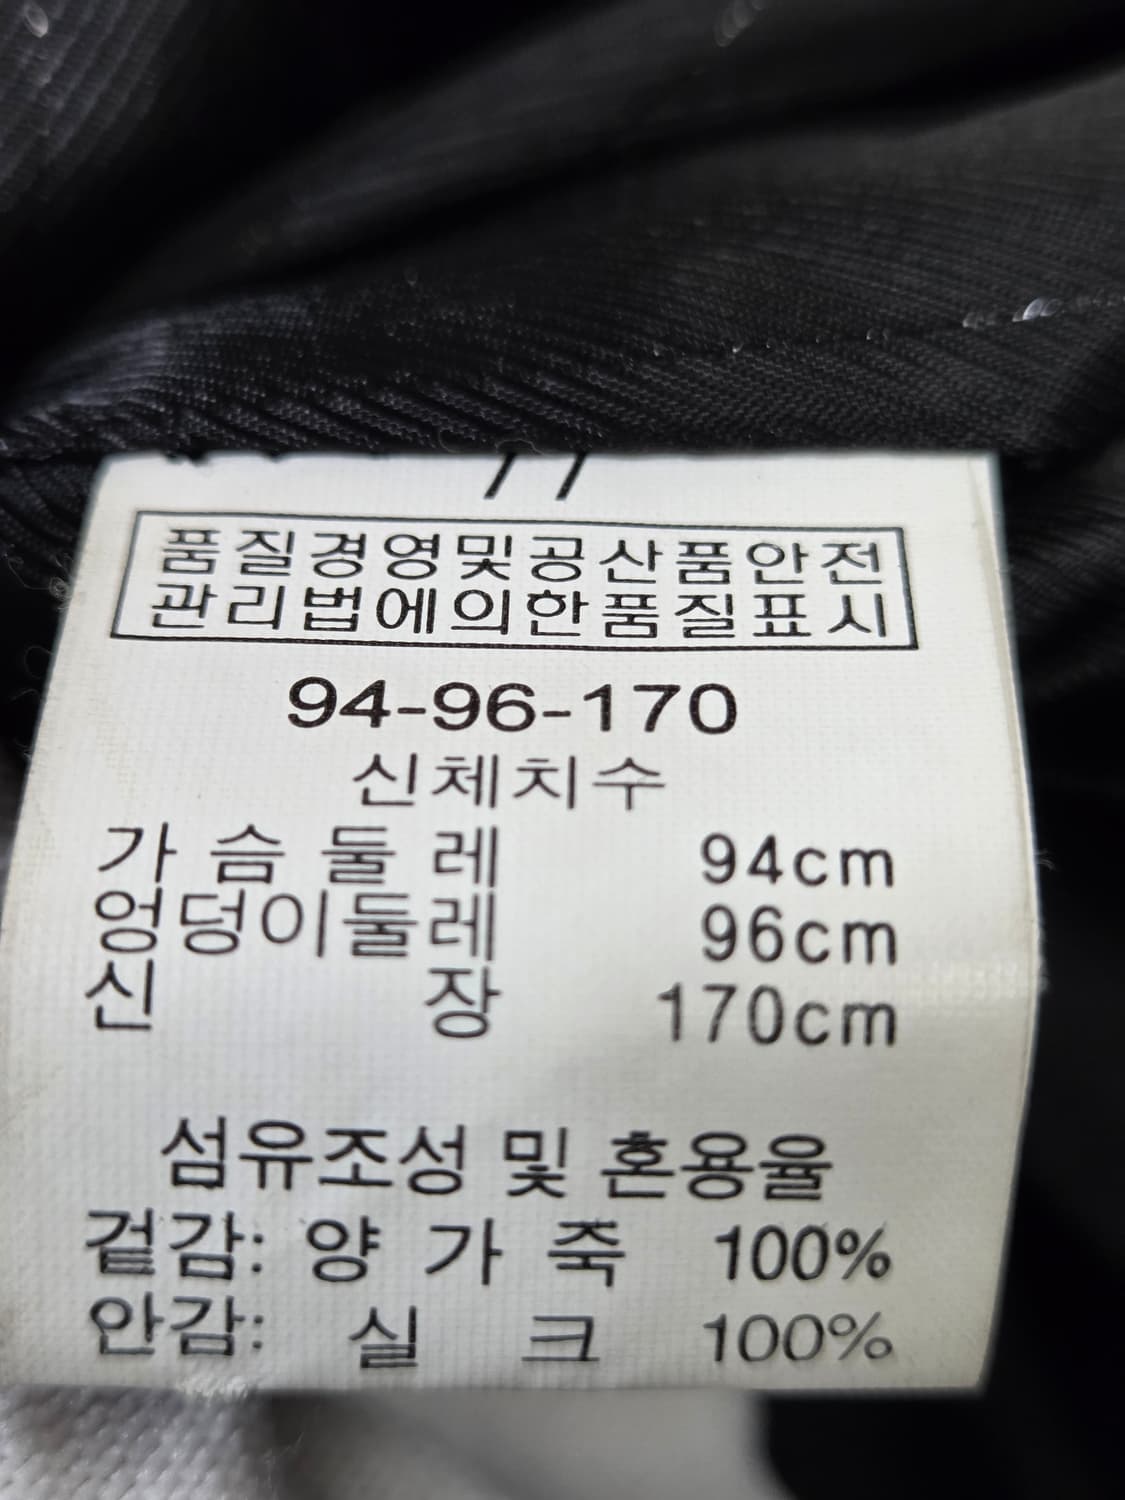 77
품질경영및공산품안전
관리법에의한품질표시
94-96-170
신체치수
가슴둘레 94cm
엉덩이둘레 96cm
신장 170cm
섬유조성 및 혼용율
겉감: 양가죽 100%
안감: 실크 100%